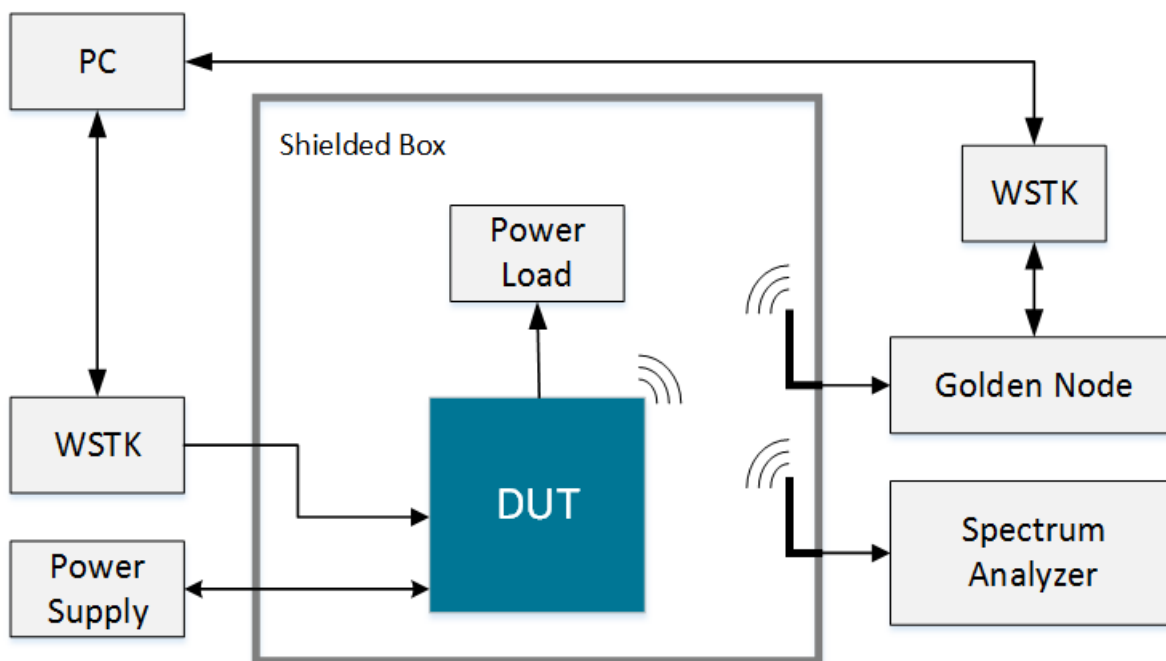 PC
Shielded Box
WSTK
Power
Load
Golden Node
WSTK
DUT
Spectrum
Analyzer
Power
Supply